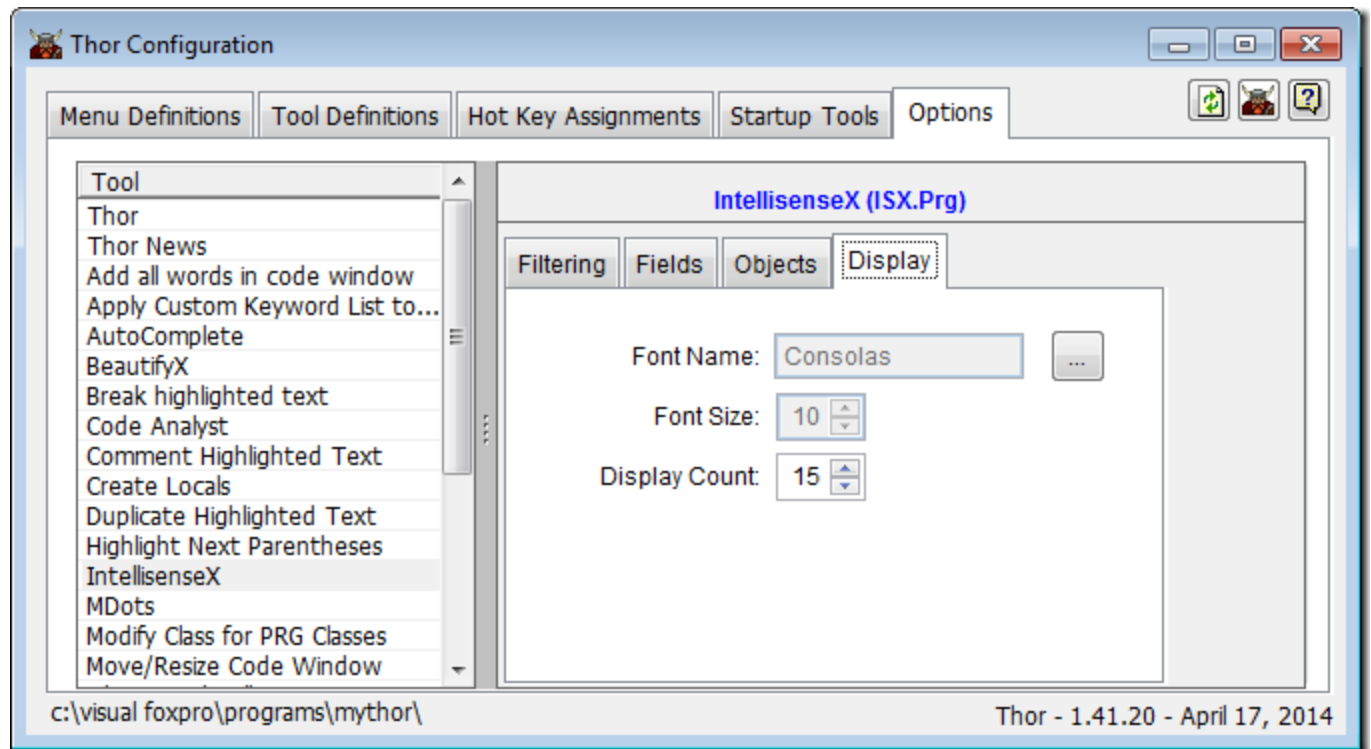 Thor Configuration
Menu Definitions
Tool Definitions
Hot Key Assignments
Startup Tools
Options
Tool
Thor
Thor News
Add all words in code window
Apply Custom Keyword List to...
AutoComplete
BeautifyX
Break highlighted text
Code Analyst
Comment Highlighted Text
Create Locals
Duplicate Highlighted Text
Highlight Next Parentheses
IntellisenseX
MDots
Modify Class for PRG Classes
Move/Resize Code Window
IntellisenseX (ISX.Prg)
Filtering
Fields
Objects
Display
Font Name: Consolas ...
Font Size: 10
Display Count: 15
c:\visual foxpro\programs\mythor\
Thor - 1.41.20 - April 17, 2014